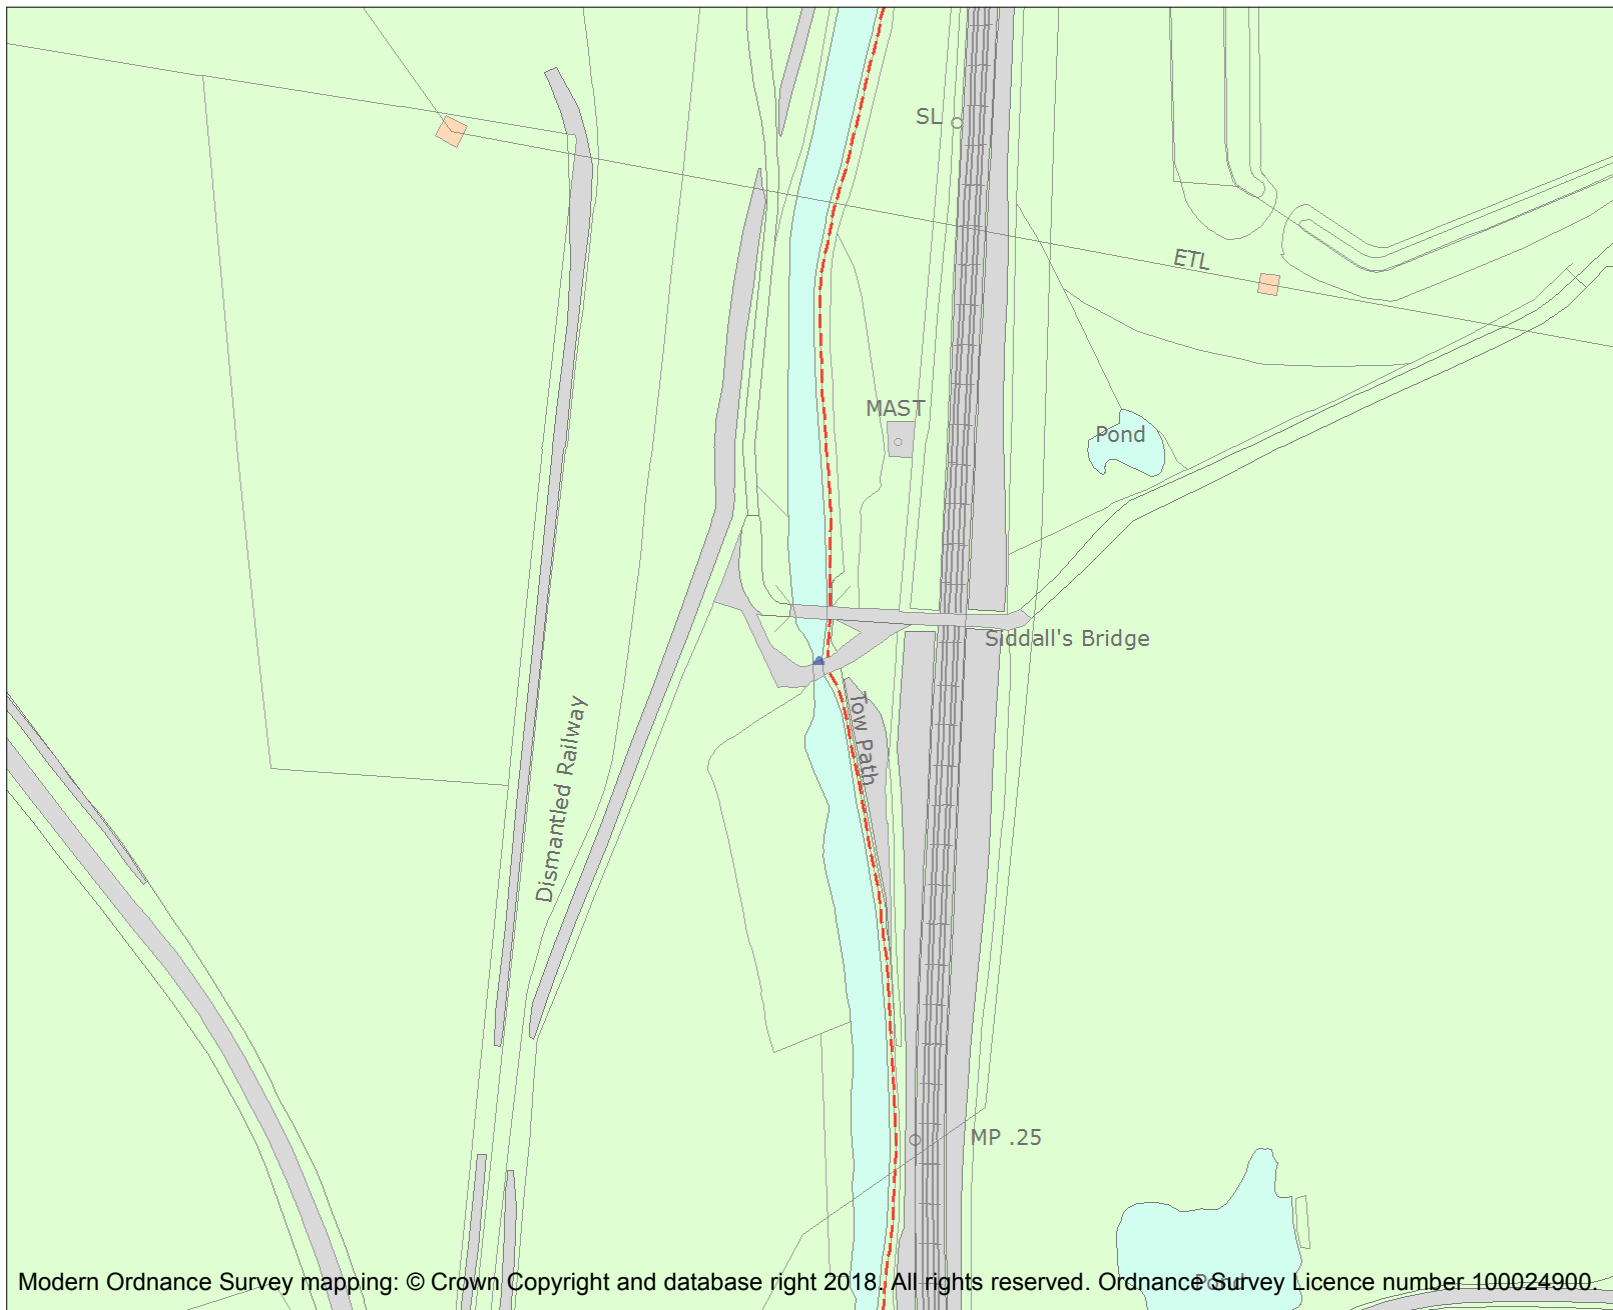 SL
ETL
MAST
Pond
Siddall's Bridge
Tow Path
Dismantled Railway
MP .25
Pond
Modern Ordnance Survey mapping: © Crown Copyright and database right 2018. All rights reserved. Ordnance Survey Licence number 100024900.